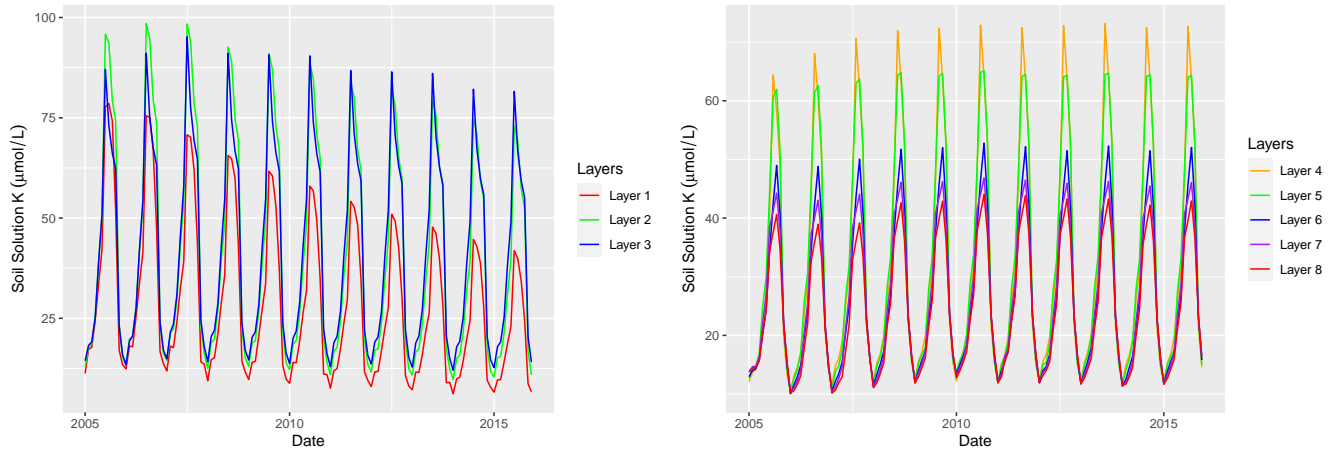 100
75
50
25
Soil Solution K (μmol/L)
2005
2010
2015
Date
Layers
Layer 1
Layer 2
Layer 3
60
40
20
Soil Solution K (μmol/L)
2005
2010
2015
Date
Layers
Layer 4
Layer 5
Layer 6
Layer 7
Layer 8